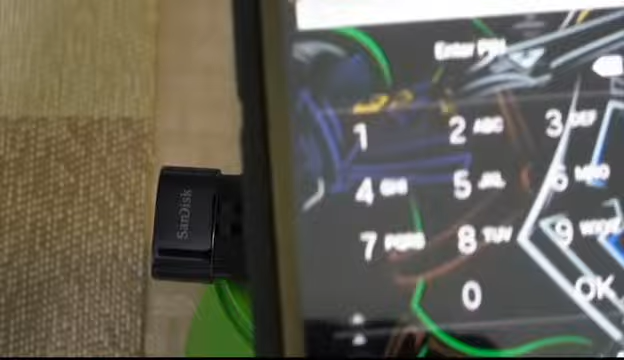 Enter PIN
1
2 ABC
3 DEF
4 GHI
5 JKL
6 MNO
7 PQRS
8 TUV
9 WXYZ
0
OK
SanDisk